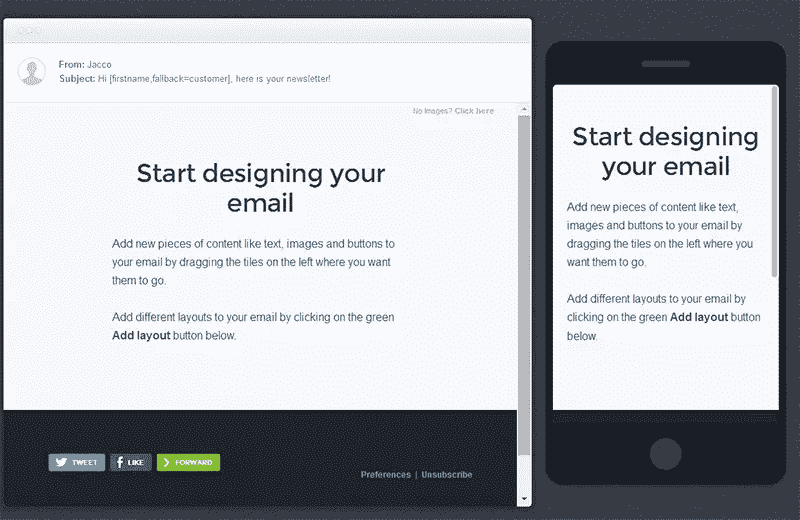 From: Jacco
Subject: Hi [firstname,fallback=customer], here is your newsletter!
No Images? Click here
Start designing your
email
Add new pieces of content like text, images and buttons to
your email by dragging the tiles on the left where you want
them to go.
Add different layouts to your email by clicking on the green
Add layout button below.
TWEET LIKE FORWARD
Preferences | Unsubscribe
Start designing
your email
Add new pieces of content like text,
images and buttons to your email by
dragging the tiles on the left where you
want them to go.
Add different layouts to your email by
clicking on the green Add layout button
below.